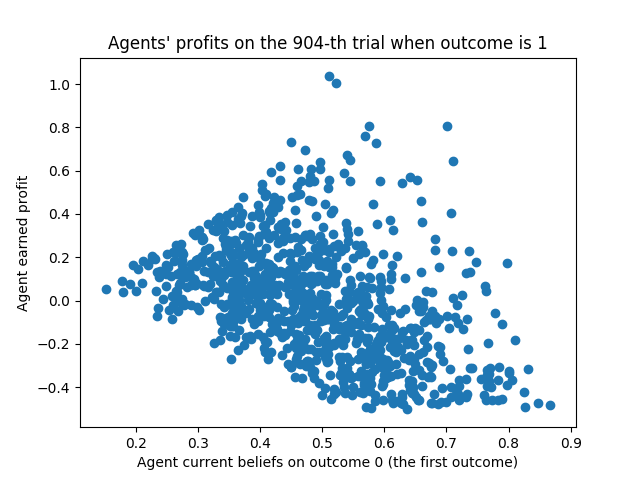 Agents' profits on the 904-th trial when outcome is 1
1.0
0.8
0.6
0.4
0.2
0.0
−0.2
−0.4
Agent earned profit
0.2 0.3 0.4 0.5 0.6 0.7 0.8 0.9
Agent current beliefs on outcome 0 (the first outcome)